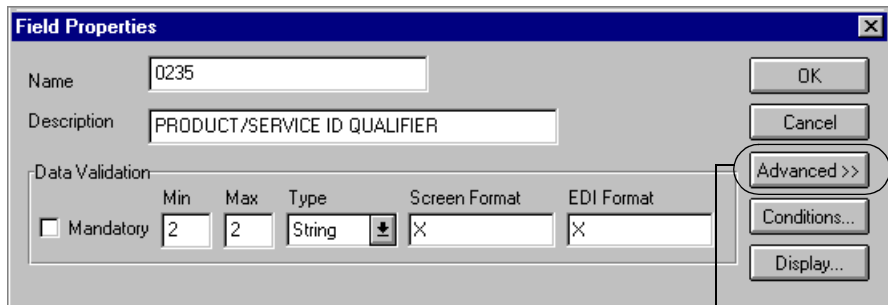 Field Properties
Name 0235 OK
Description PRODUCT/SERVICE ID QUALIFIER Cancel
Data Validation Advanced >>
Min Max Type Screen Format EDI Format
Mandatory 2 2 String X X Conditions...
Display...